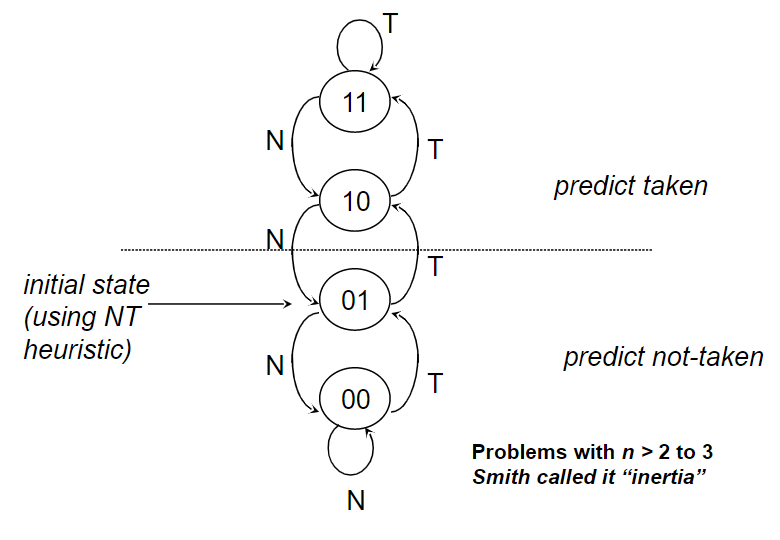 T
11
N
T
10
predict taken
N
T
initial state
(using NT
heuristic)
01
predict not-taken
N
T
00
Problems with n > 2 to 3
Smith called it “inertia”
N